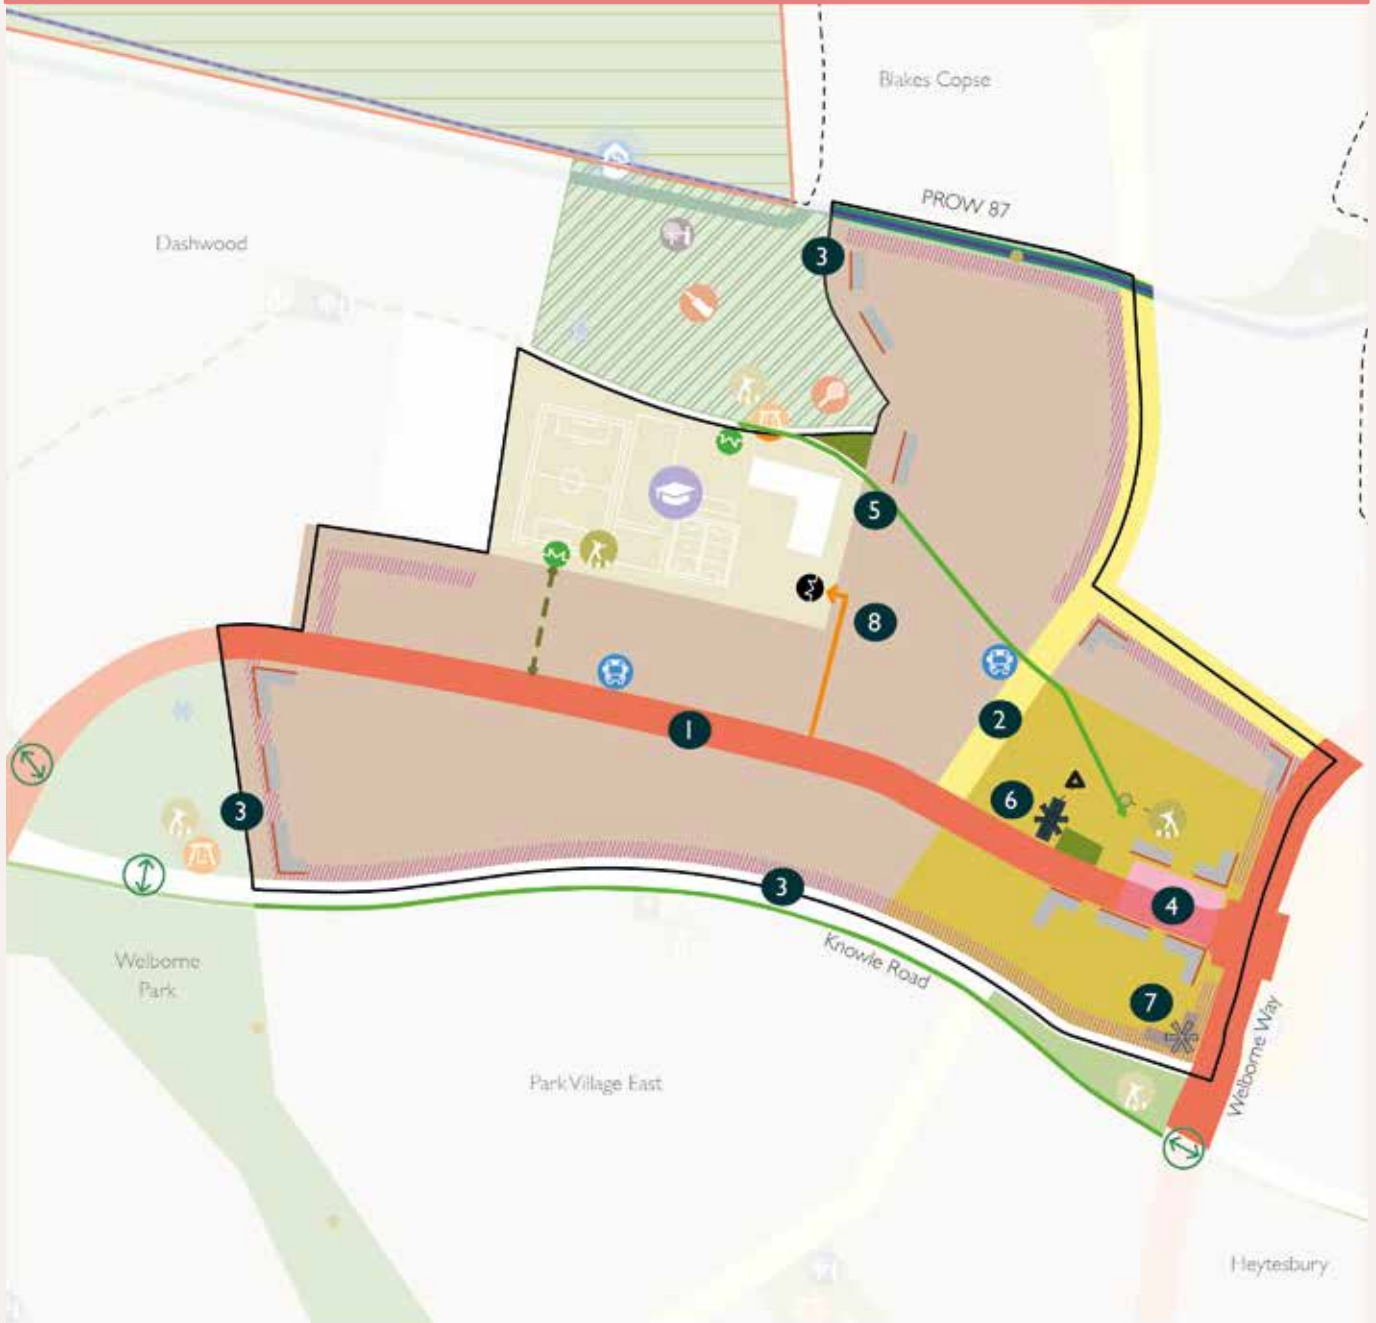 Blakes Copse
PROW 87
Dashwood
3
5
8
1
2
6
3
3
4
Knowle Road
Welborne
Park
7
Welborne Way
Park Village East
Heytesbury